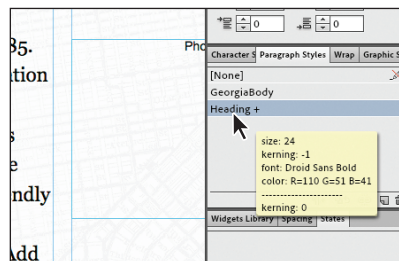 0
0
85.
Pho
tion
Character S
Paragraph Styles
Wrap
Graphic S
[None]
GeorgiaBody
Heading +
size: 24
kerning: -1
font: Droid Sans Bold
color: R=110 G=51 B=41
----------------------
kerning: 0
s
e
ndly
Widgets Library
Spacing
States
Add